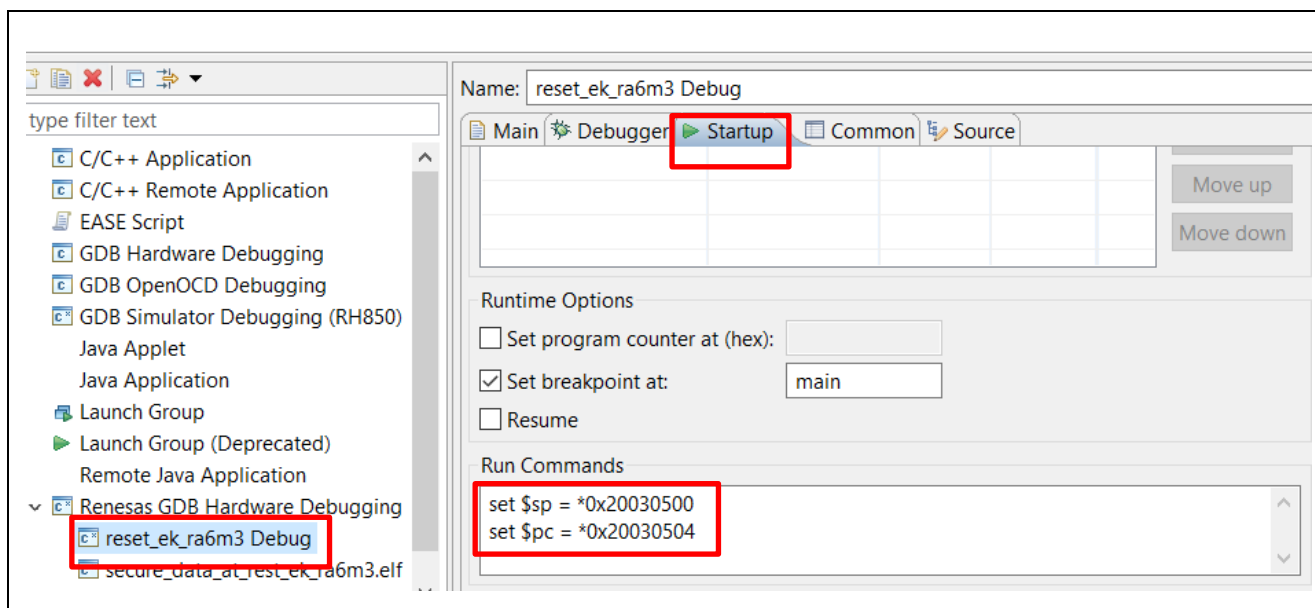 type filter text
C/C++ Application
C/C++ Remote Application
EASE Script
GDB Hardware Debugging
GDB OpenOCD Debugging
GDB Simulator Debugging (RH850)
Java Applet
Java Application
Launch Group
Launch Group (Deprecated)
Remote Java Application
Renesas GDB Hardware Debugging
reset_ek_ra6m3 Debug
secure_data_at_rest_ek_ra6m3.elf
Name: reset_ek_ra6m3 Debug
Main Debugger Startup Common Source
Move up
Move down
Runtime Options
Set program counter at (hex):
Set breakpoint at: main
Resume
Run Commands
set $sp = *0x20030500
set $pc = *0x20030504